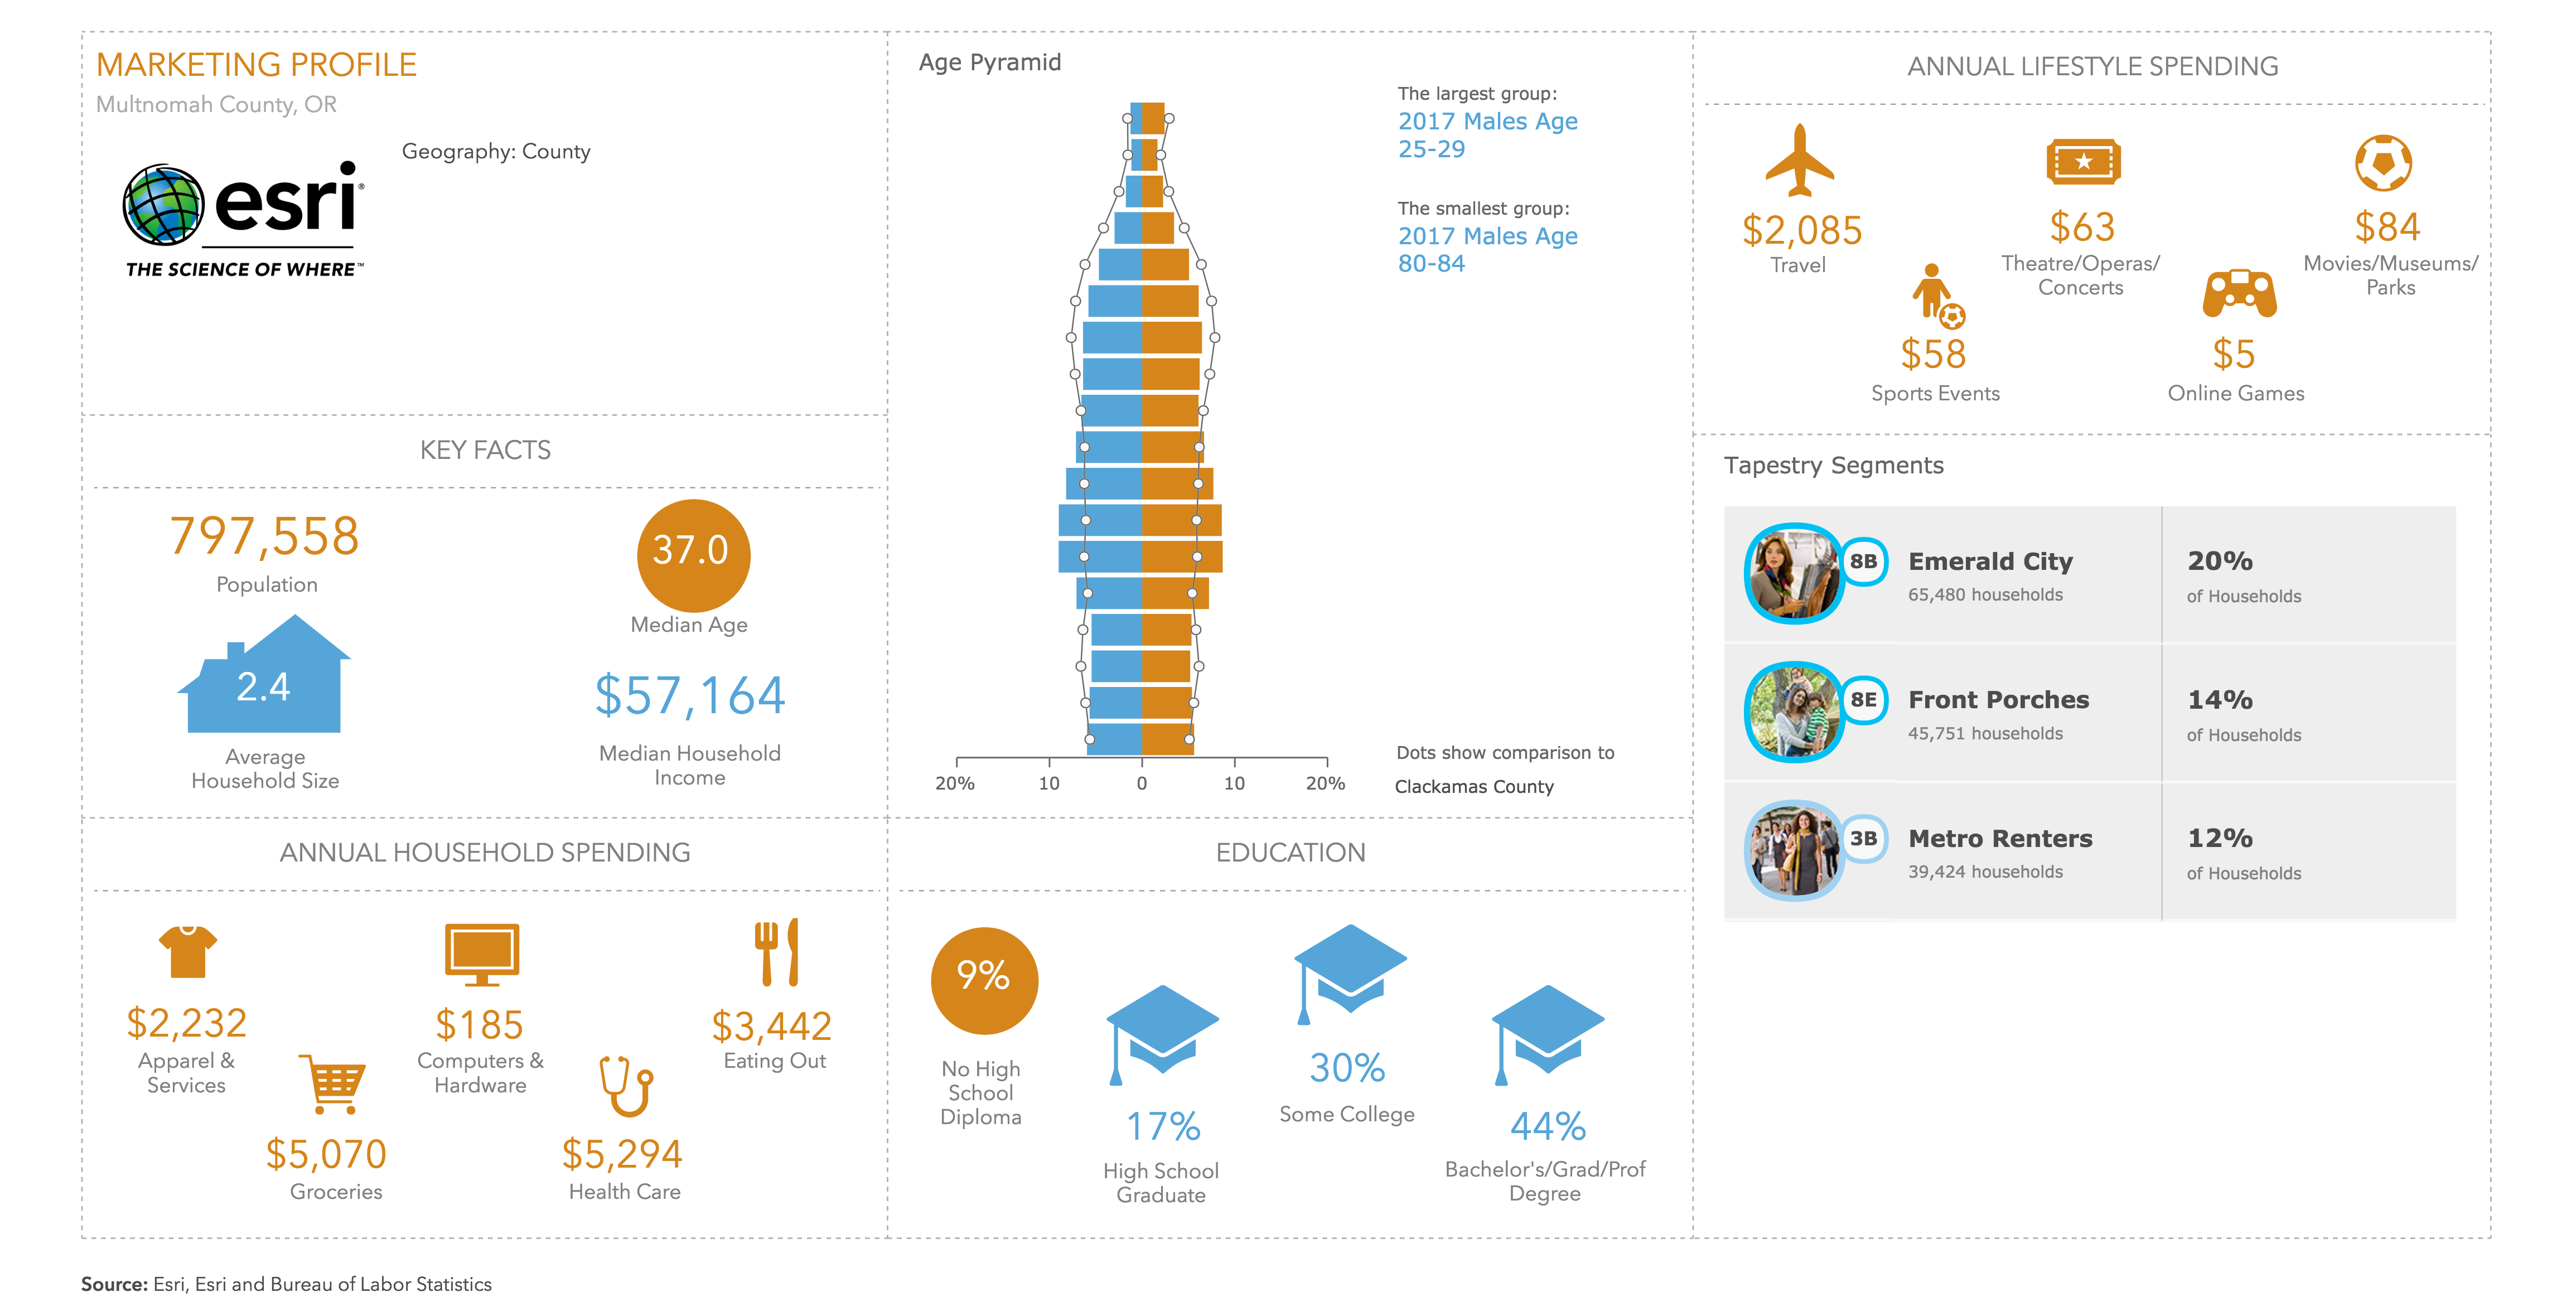 MARKETING PROFILE
Multnomah County, OR
Geography: County
esri®
THE SCIENCE OF WHERE™
KEY FACTS
797,558
Population
37.0
Median Age
2.4
Average
Household Size
$57,164
Median Household
Income
ANNUAL HOUSEHOLD SPENDING
$2,232
Apparel &
Services
$5,070
Groceries
$185
Computers &
Hardware
$5,294
Health Care
$3,442
Eating Out
Age Pyramid
The largest group:
2017 Males Age
25-29
The smallest group:
2017 Males Age
80-84
20% 10 0 10 20%
Dots show comparison to
Clackamas County
EDUCATION
9%
No High
School
Diploma
17%
High School
Graduate
30%
Some College
44%
Bachelor's/Grad/Prof
Degree
ANNUAL LIFESTYLE SPENDING
$2,085
Travel
$58
Sports Events
$63
Theatre/Operas/
Concerts
$5
Online Games
$84
Movies/Museums/
Parks
Tapestry Segments
8B Emerald City 20%
65,480 households of Households
8E Front Porches 14%
45,751 households of Households
3B Metro Renters 12%
39,424 households of Households
Source: Esri, Esri and Bureau of Labor Statistics